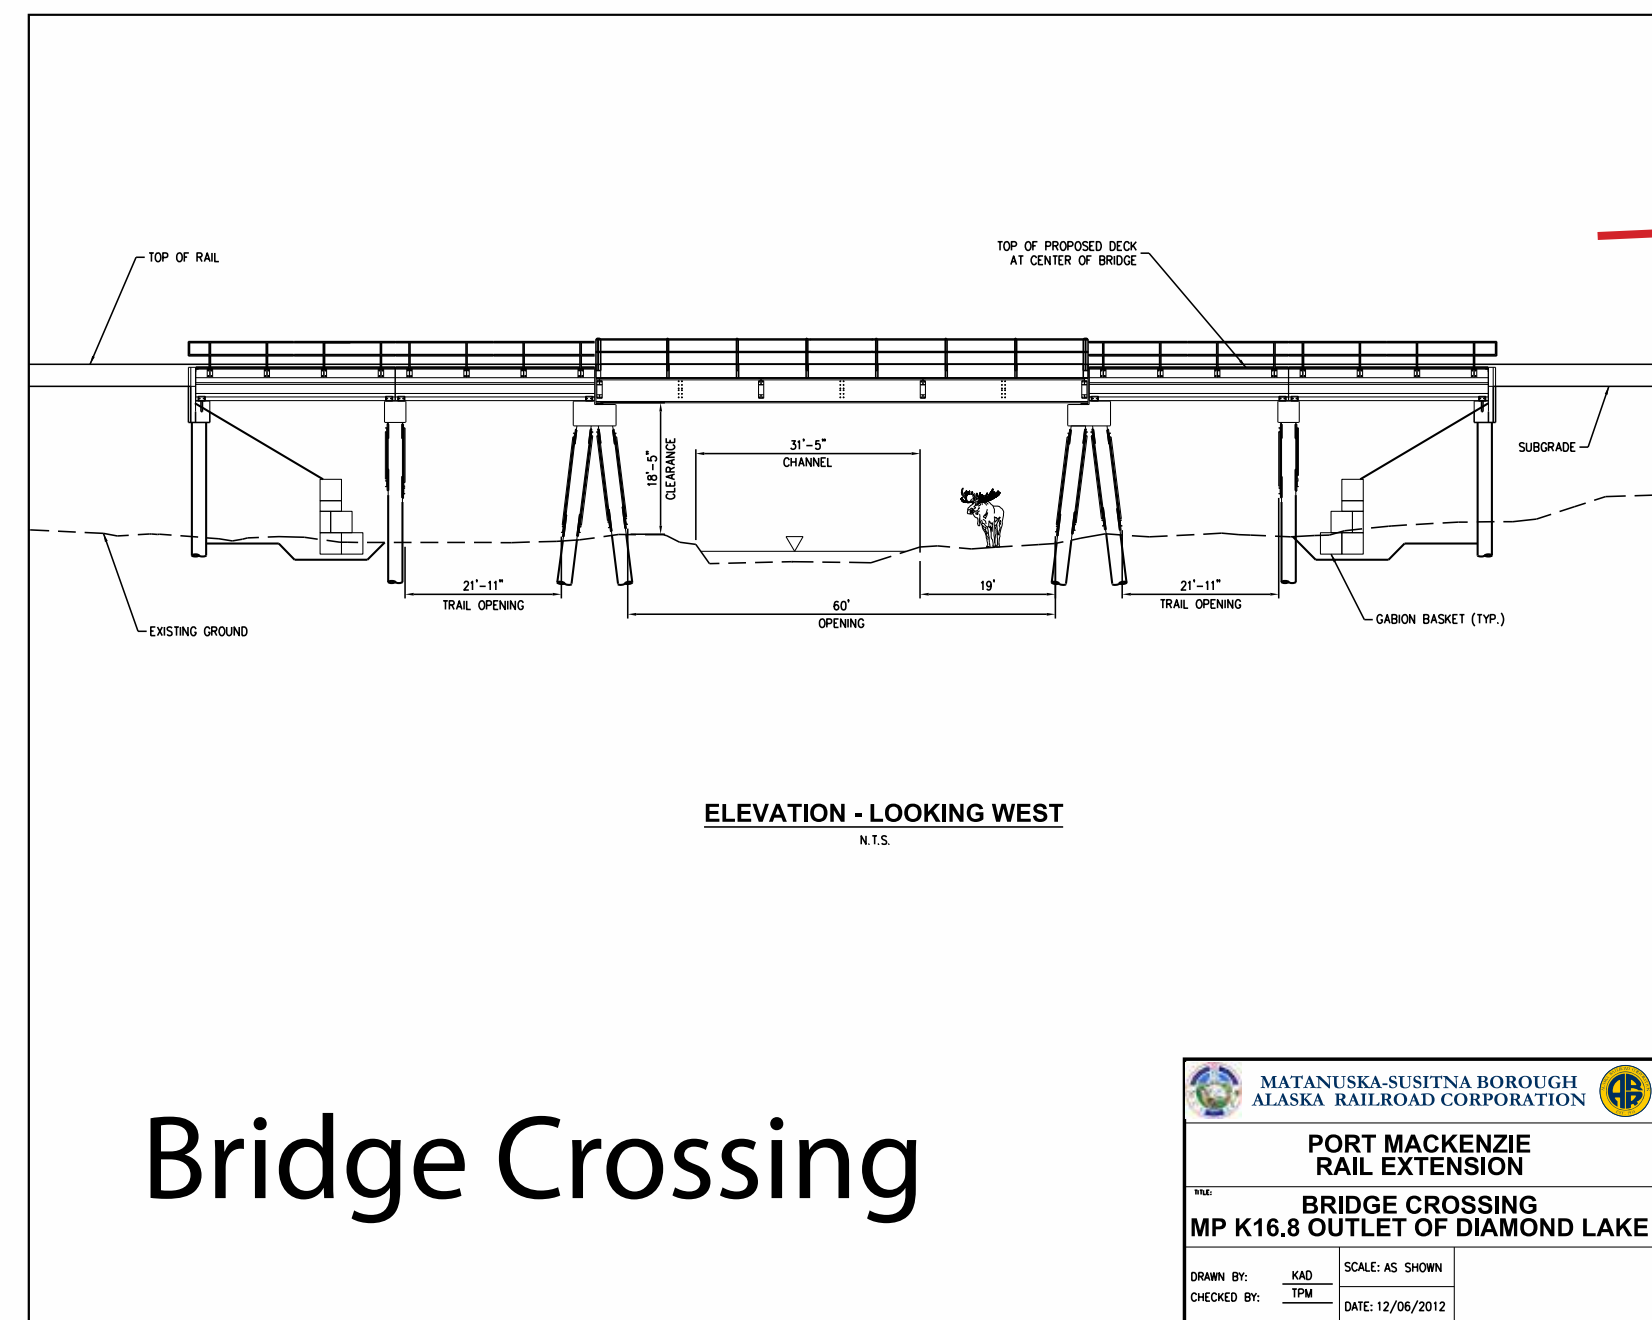 TOP OF RAIL
TOP OF PROPOSED DECK
AT CENTER OF BRIDGE
SUBGRADE
18'-5"
CLEARANCE
31'-5"
CHANNEL
21'-11"
TRAIL OPENING
19'
60'
OPENING
21'-11"
TRAIL OPENING
EXISTING GROUND
GABION BASKET (TYP.)
ELEVATION - LOOKING WEST
N.T.S.
Bridge Crossing
MATANUSKA-SUSITNA BOROUGH
ALASKA RAILROAD CORPORATION
PORT MACKENZIE
RAIL EXTENSION
TITLE:
BRIDGE CROSSING
MP K16.8 OUTLET OF DIAMOND LAKE
DRAWN BY: KAD
CHECKED BY: TPM
SCALE: AS SHOWN
DATE: 12/06/2012